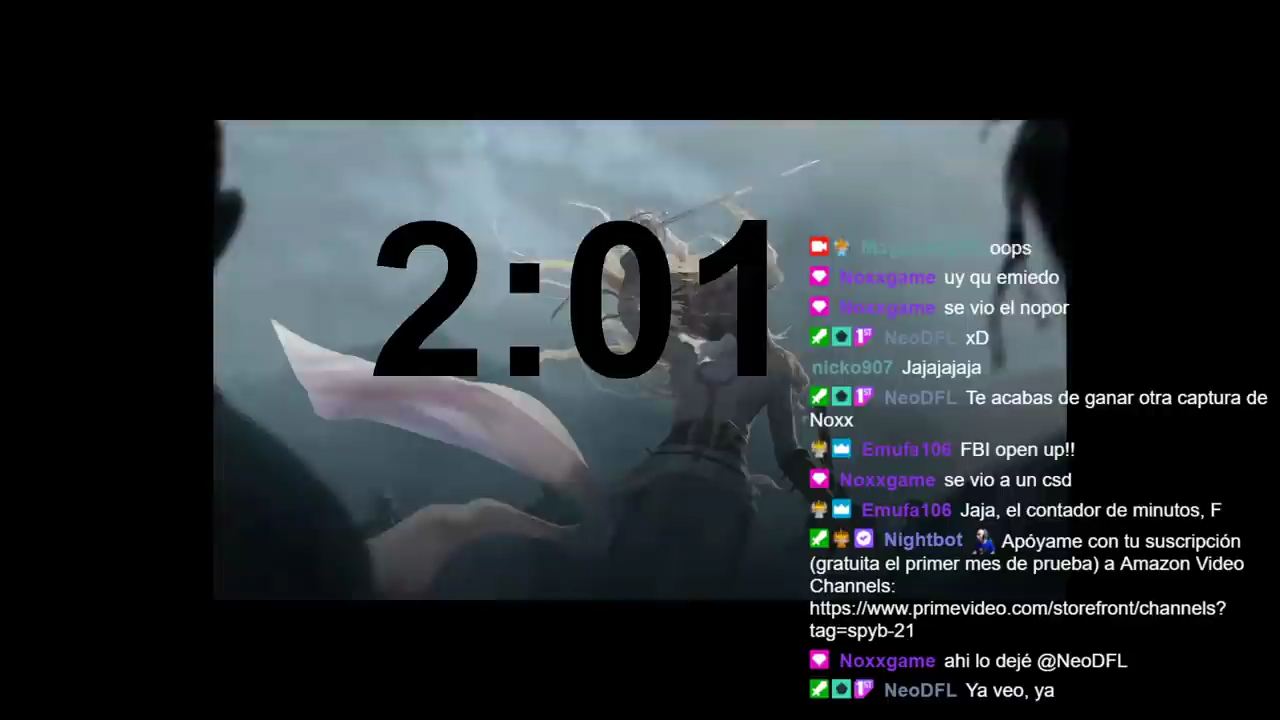 2:01
oops
Noxxgame uy qu emiedo
Noxxgame se vio el nopor
1ST NeoDFL xD
nicko907 Jajajajaja
1ST NeoDFL Te acabas de ganar otra captura de
Noxx
Emufa106 FBI open up!!
Noxxgame se vio a un csd
Emufa106 Jaja, el contador de minutos, F
Nightbot Apóyame con tu suscripción
(gratuita el primer mes de prueba) a Amazon Video
Channels:
https://www.primevideo.com/storefront/channels?
tag=spyb-21
Noxxgame ahi lo dejé @NeoDFL
1ST NeoDFL Ya veo, ya